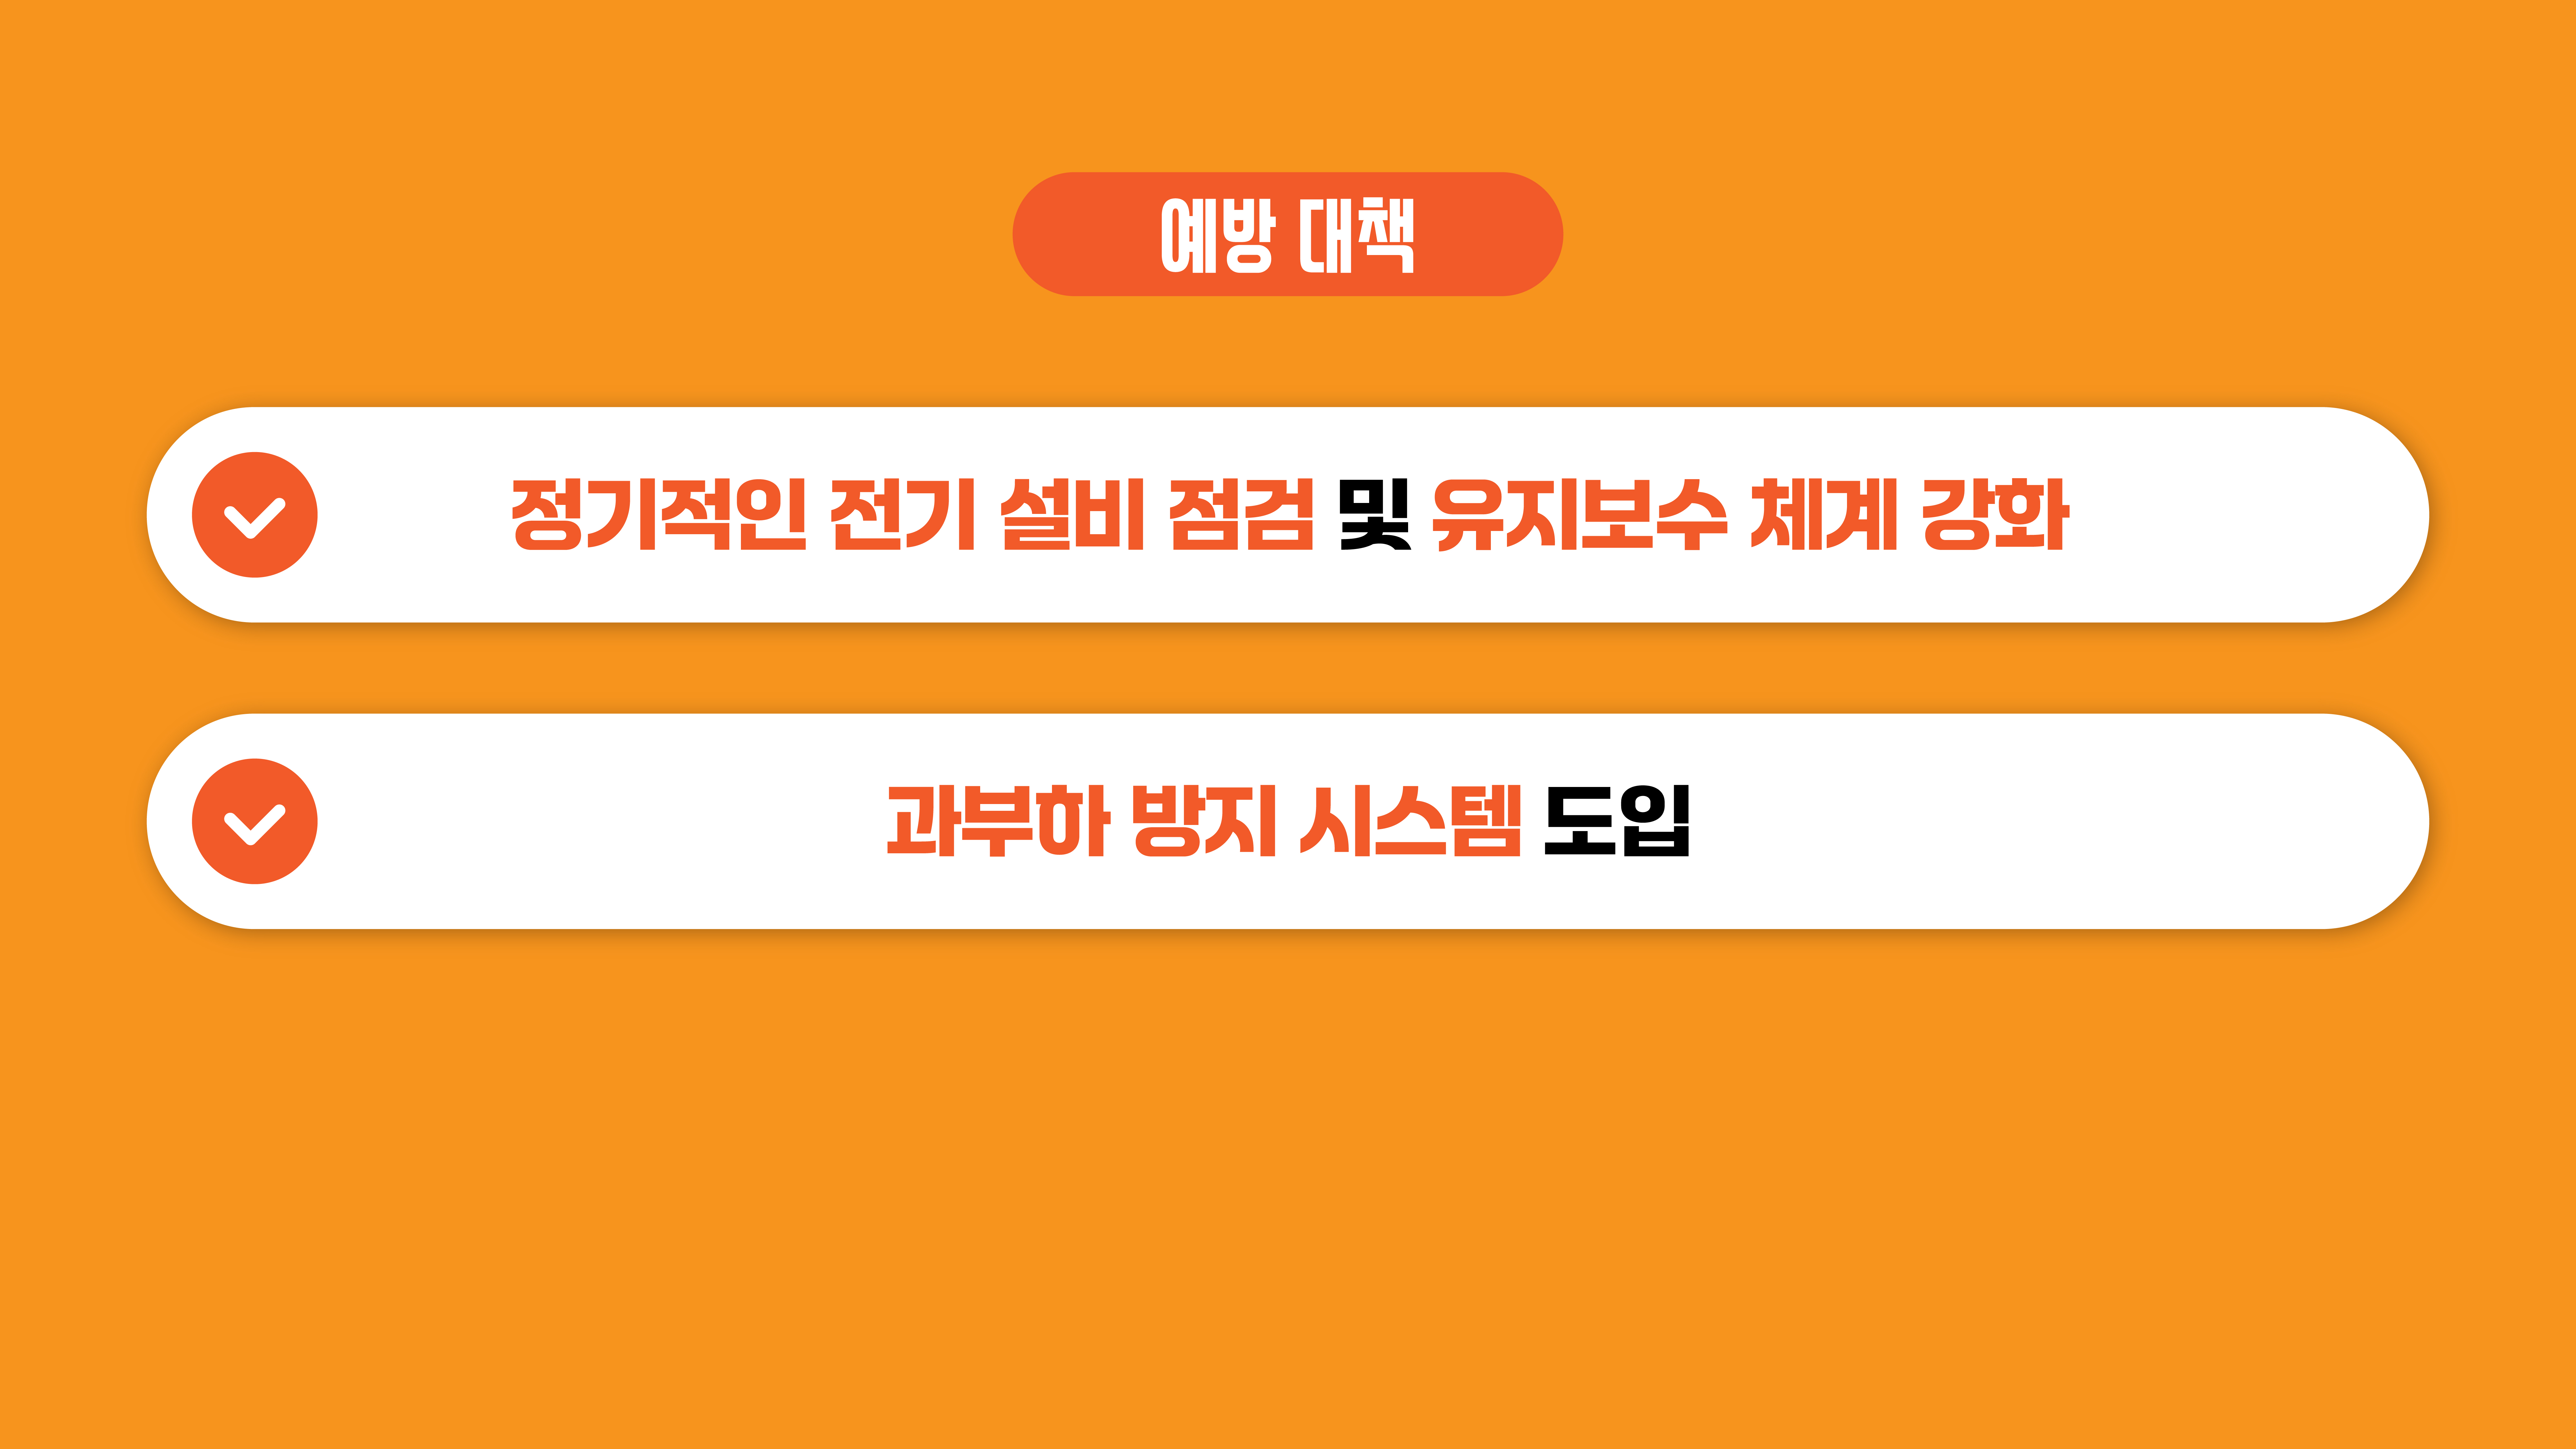 예방 대책
정기적인 전기 설비 점검 및 유지보수 체계 강화
과부하 방지 시스템 도입